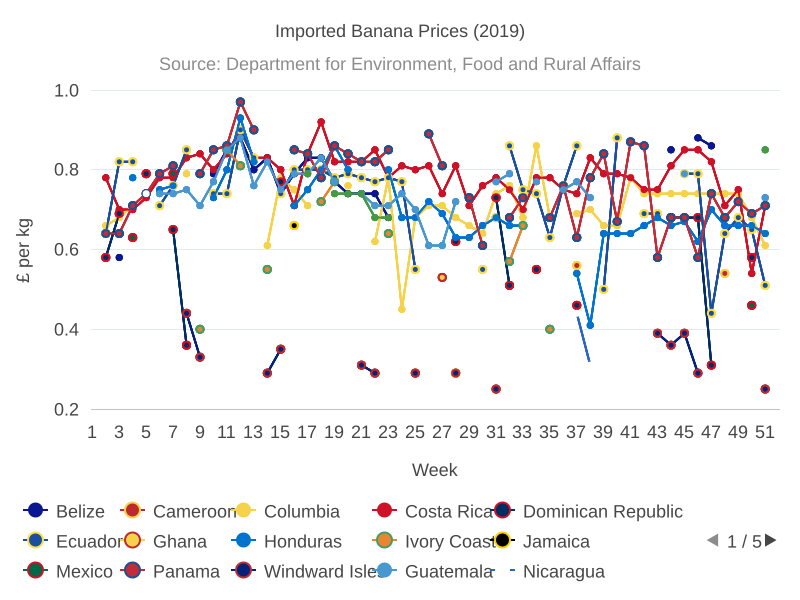 Imported Banana Prices (2019)
Source: Department for Environment, Food and Rural Affairs
1.0
0.8
0.6
0.4
0.2
£ per kg
1 3 5 7 9 11 13 15 17 19 21 23 25 27 29 31 33 35 37 39 41 43 45 47 49 51
Week
Belize Cameroon Columbia Costa Rica Dominican Republic
Ecuador Ghana Honduras Ivory Coast Jamaica 1 / 5
Mexico Panama Windward Isles Guatemala Nicaragua